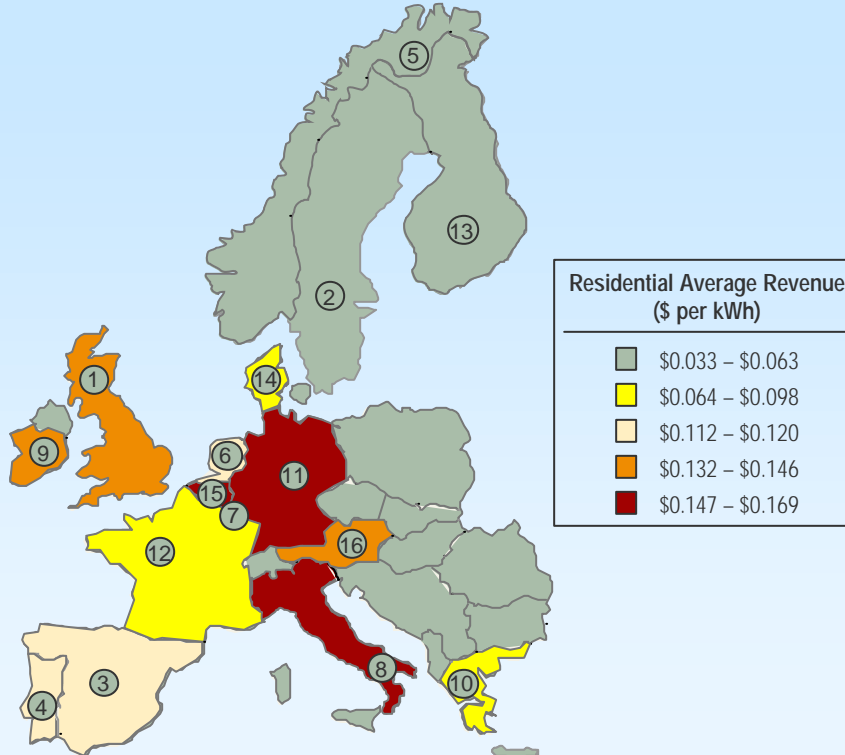 5
13
2
Residential Average Revenue
($ per kWh)
$0.033 – $0.063
$0.064 – $0.098
$0.112 – $0.120
$0.132 – $0.146
$0.147 – $0.169
1
14
9
6
11
15
7
12
16
8
3
10
4